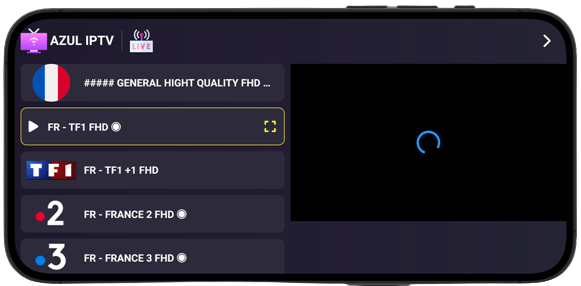 AZUL IPTV
LIVE
##### GENERAL HIGHT QUALITY FHD ...
FR - TF1 FHD ◉
TF1
FR - TF1 +1 FHD
2
FR - FRANCE 2 FHD ◉
3
FR - FRANCE 3 FHD ◉